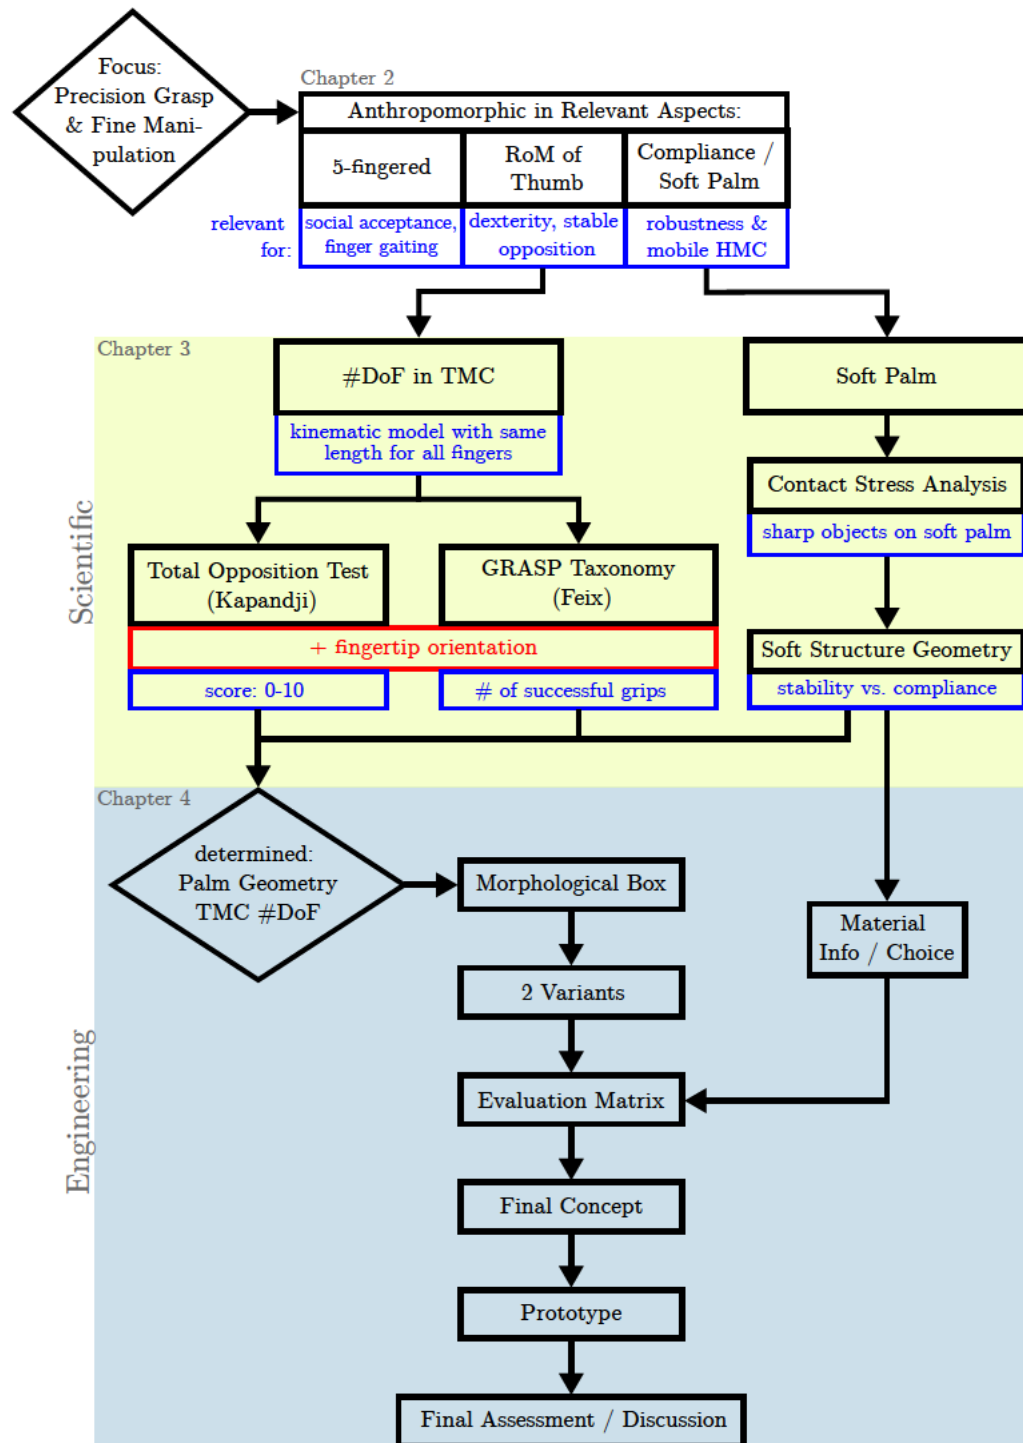 Focus:
Precision Grasp
& Fine Mani-
pulation
Chapter 2
Anthropomorphic in Relevant Aspects:
5-fingered
RoM of
Thumb
Compliance /
Soft Palm
relevant
for:
social acceptance,
finger gaiting
dexterity, stable
opposition
robustness &
mobile HMC
Chapter 3
Scientific
#DoF in TMC
kinematic model with same
length for all fingers
Soft Palm
Contact Stress Analysis
sharp objects on soft palm
Total Opposition Test
(Kapandji)
GRASP Taxonomy
(Feix)
+ fingertip orientation
score: 0-10
# of successful grips
Soft Structure Geometry
stability vs. compliance
Chapter 4
Engineering
determined:
Palm Geometry
TMC #DoF
Morphological Box
Material
Info / Choice
2 Variants
Evaluation Matrix
Final Concept
Prototype
Final Assessment / Discussion